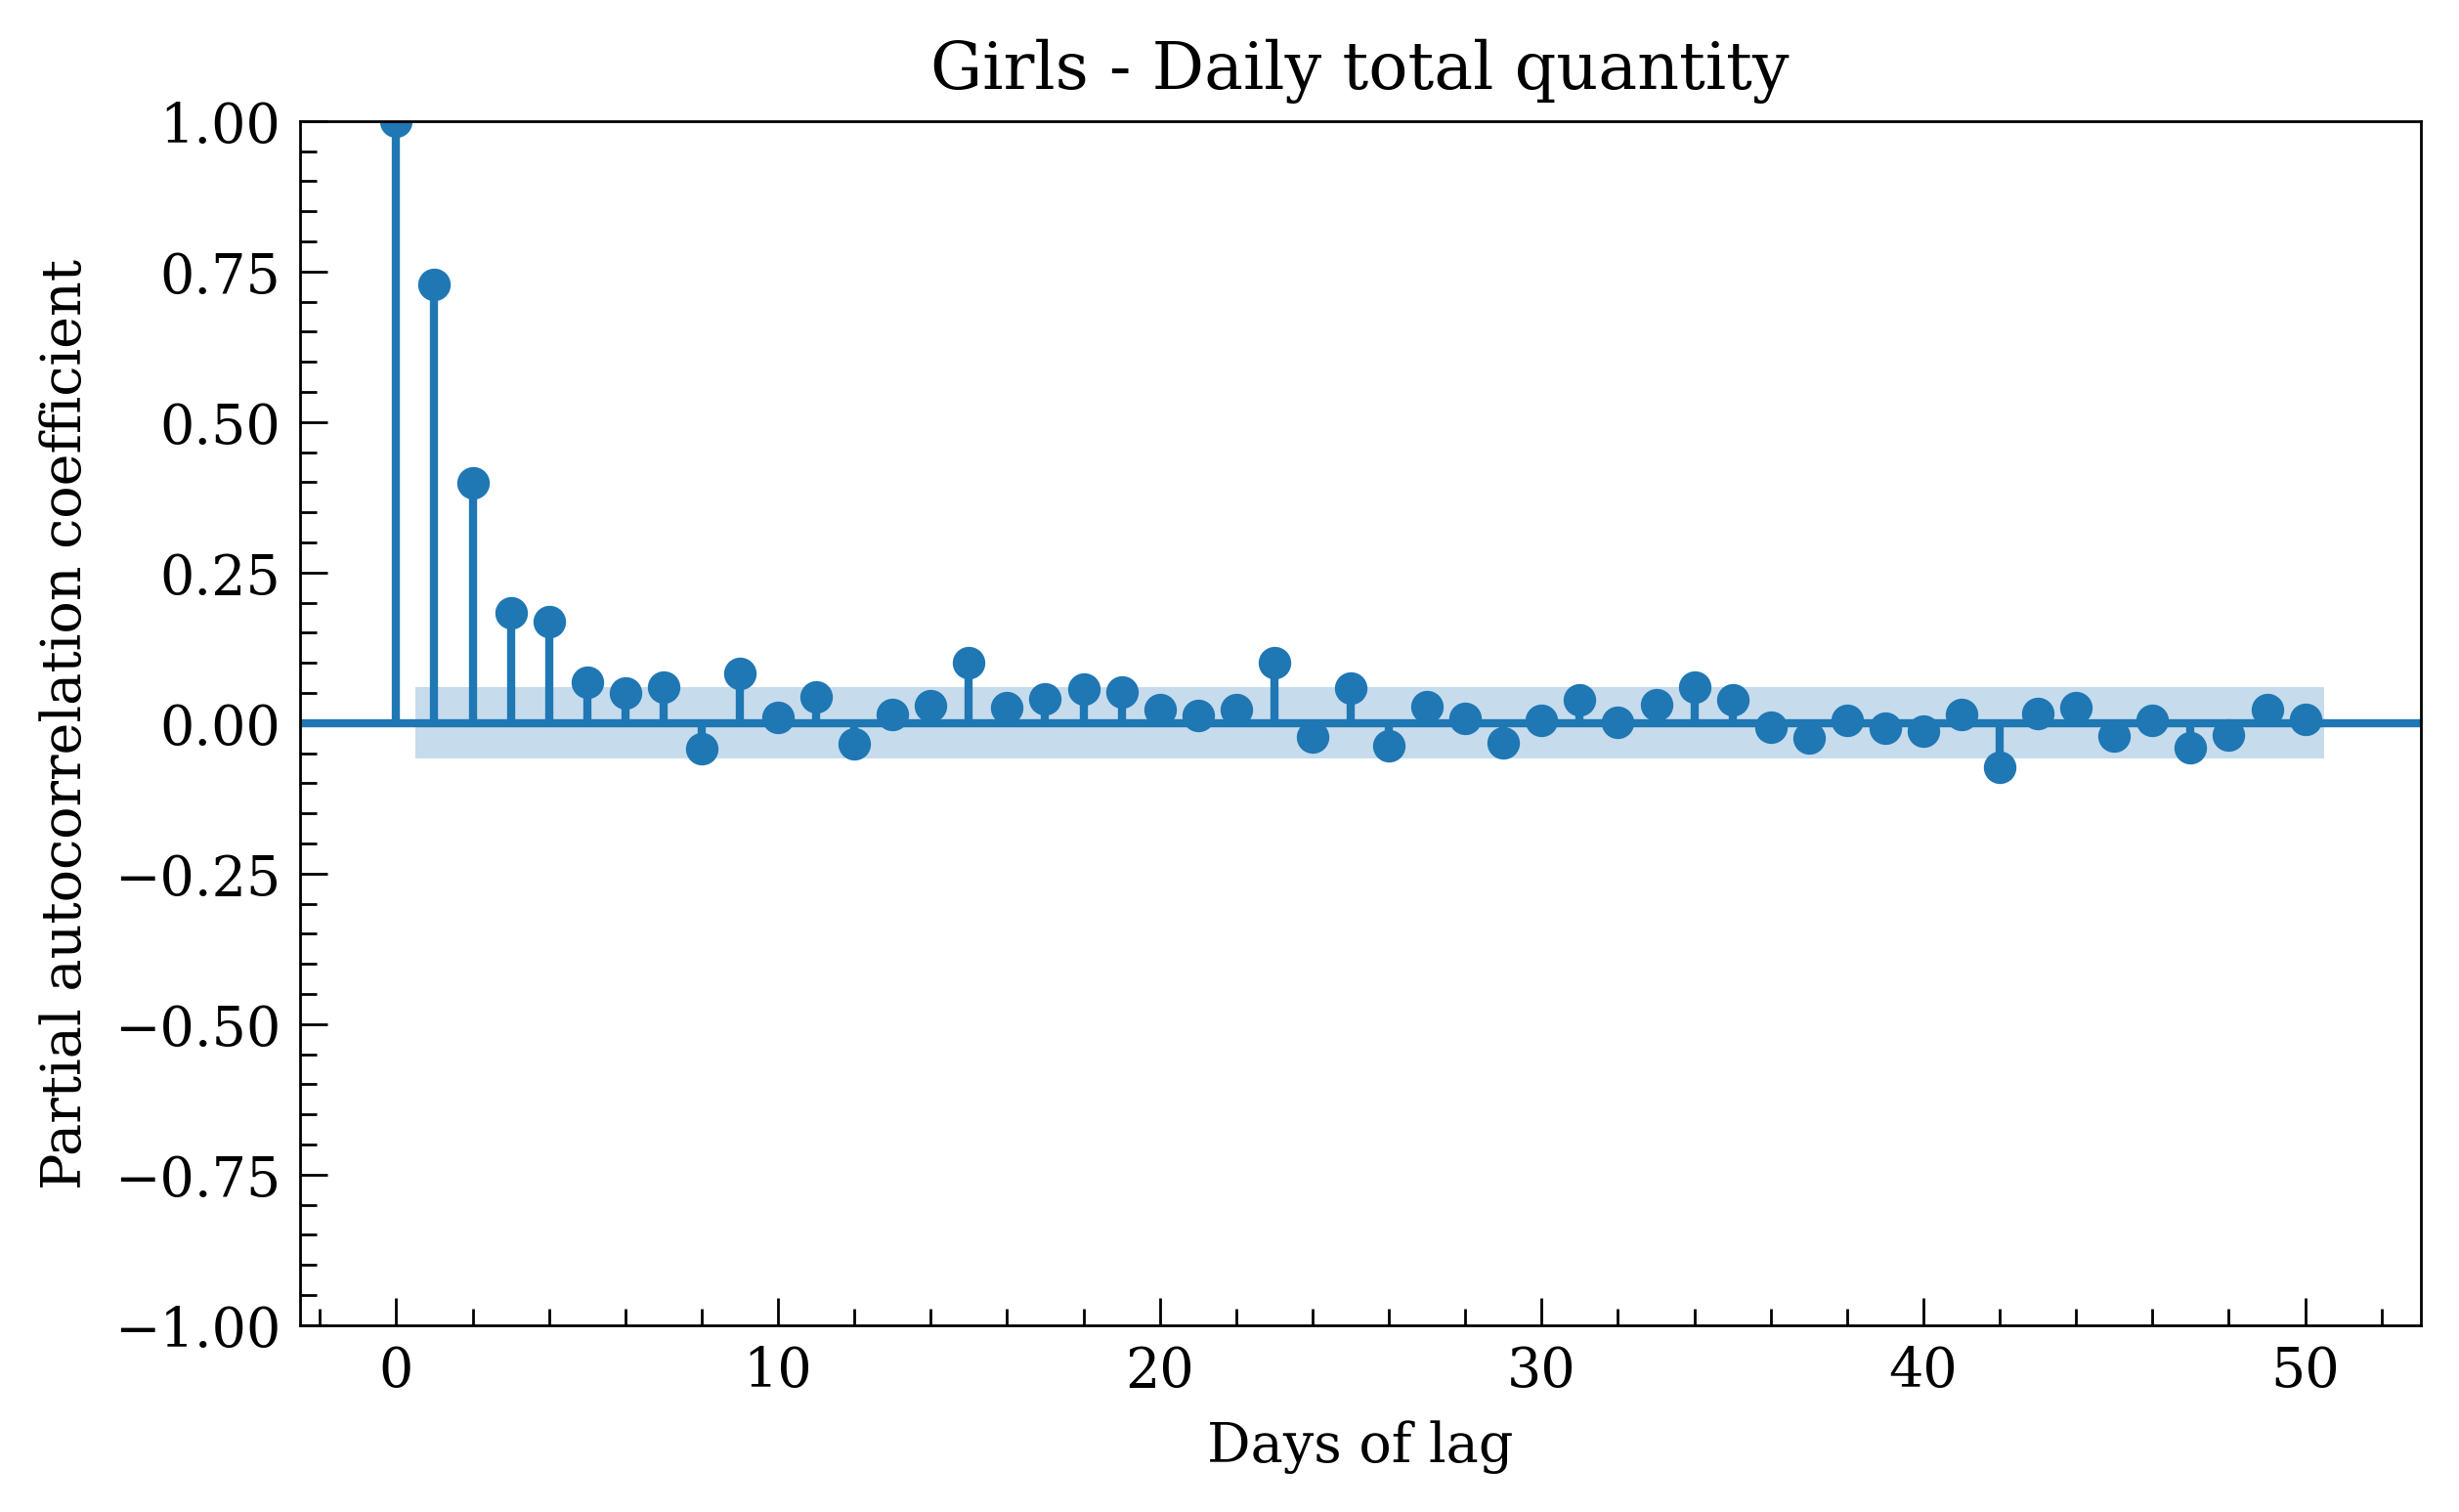 Girls - Daily total quantity
Partial autocorrelation coefficient
1.00
0.75
0.50
0.25
0.00
−0.25
−0.50
−0.75
−1.00
0 10 20 30 40 50
Days of lag